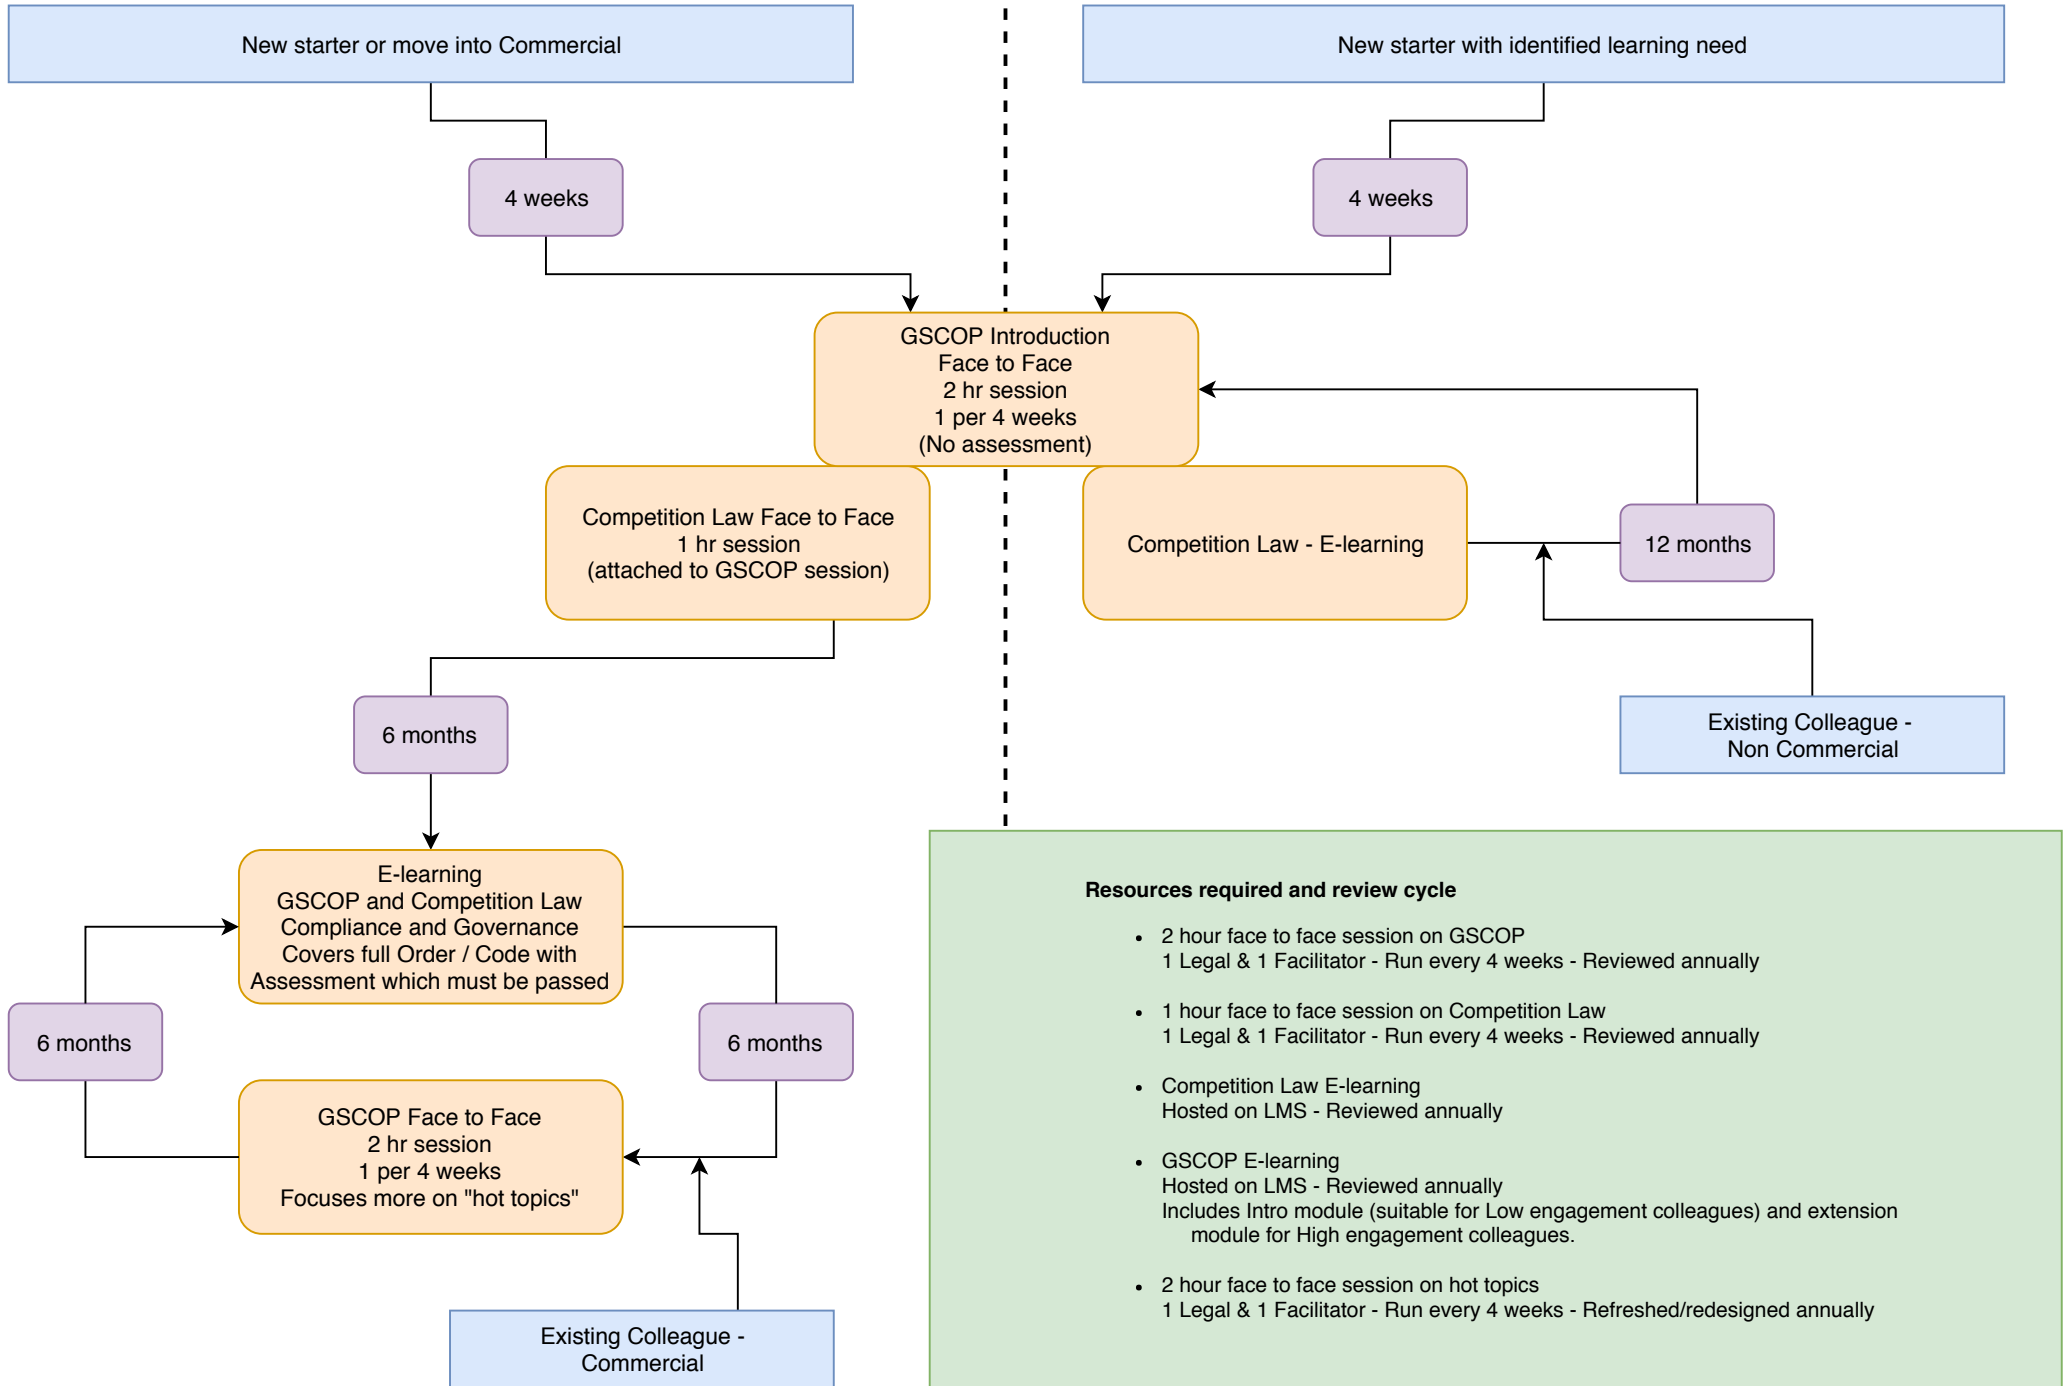 New starter or move into Commercial
New starter with identified learning need
4 weeks
4 weeks
GSCOP Introduction
Face to Face
2 hr session
1 per 4 weeks
(No assessment)
Competition Law Face to Face
1 hr session
(attached to GSCOP session)
Competition Law - E-learning
12 months
6 months
Existing Colleague -
Non Commercial
E-learning
GSCOP and Competition Law
Compliance and Governance
Covers full Order / Code with
Assessment which must be passed
6 months
6 months
GSCOP Face to Face
2 hr session
1 per 4 weeks
Focuses more on "hot topics"
Existing Colleague -
Commercial
Resources required and review cycle
• 2 hour face to face session on GSCOP
1 Legal & 1 Facilitator - Run every 4 weeks - Reviewed annually
• 1 hour face to face session on Competition Law
1 Legal & 1 Facilitator - Run every 4 weeks - Reviewed annually
• Competition Law E-learning
Hosted on LMS - Reviewed annually
• GSCOP E-learning
Hosted on LMS - Reviewed annually
Includes Intro module (suitable for Low engagement colleagues) and extension
module for High engagement colleagues.
• 2 hour face to face session on hot topics
1 Legal & 1 Facilitator - Run every 4 weeks - Refreshed/redesigned annually